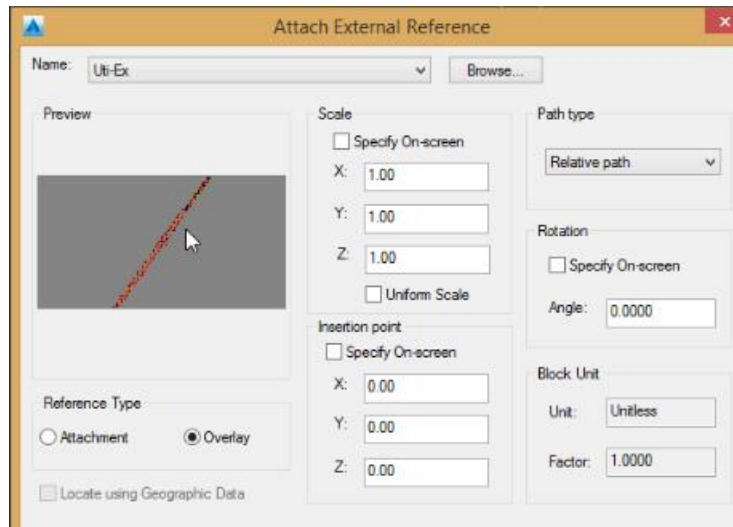 Attach External Reference
Name: Uti-Ex Browse...
Preview
Reference Type
Attachment Overlay
Locate using Geographic Data
Scale
Specify On-screen
X: 1.00
Y: 1.00
Z: 1.00
Uniform Scale
Insertion point
Specify On-screen
X: 0.00
Y: 0.00
Z: 0.00
Path type
Relative path
Rotation
Specify On-screen
Angle: 0.0000
Block Unit
Unit: Unitless
Factor: 1.0000